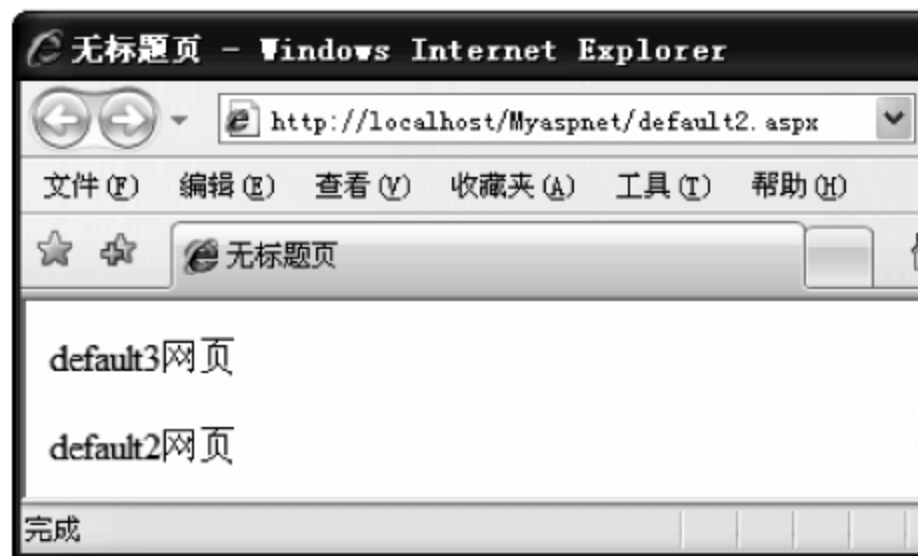 无标题页 - Windows Internet Explorer
http://localhost/Myaspnet/default2.aspx
文件(F) 编辑(E) 查看(V) 收藏夹(A) 工具(T) 帮助(H)
无标题页
default3网页
default2网页
完成